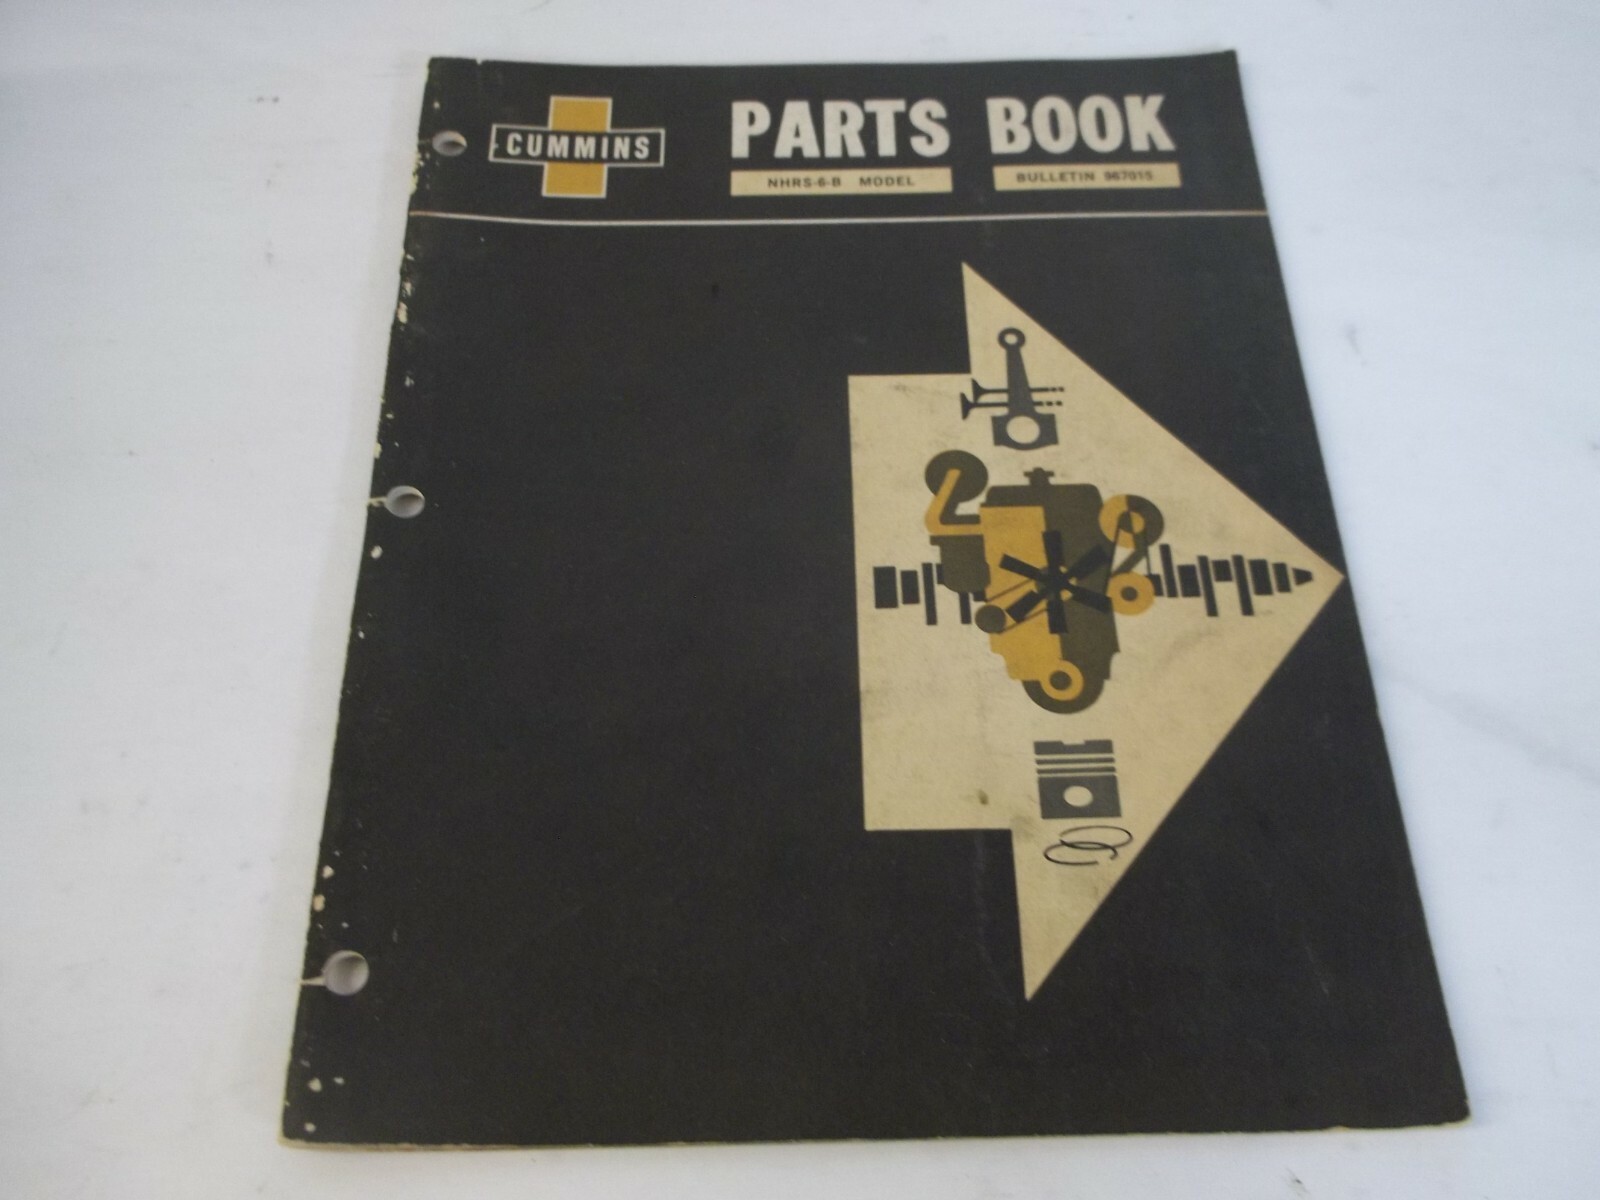 CUMMINS
PARTS BOOK
NHRS-6-B MODEL
BULLETIN 967015